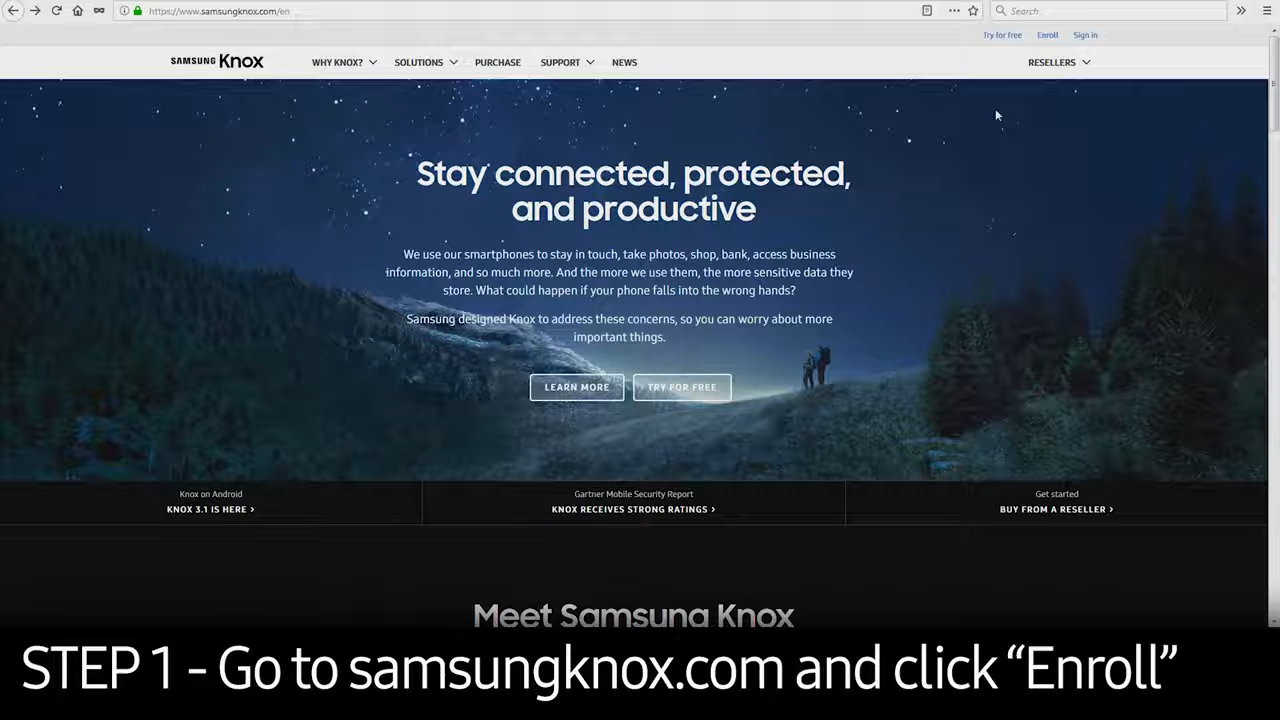 https://www.samsungknox.com/en
Search
Try for free Enroll Sign in
SAMSUNG Knox WHY KNOX? SOLUTIONS PURCHASE SUPPORT NEWS RESELLERS
Stay connected, protected,
and productive
We use our smartphones to stay in touch, take photos, shop, bank, access business
information, and so much more. And the more we use them, the more sensitive data they
store. What could happen if your phone falls into the wrong hands?
Samsung designed Knox to address these concerns, so you can worry about more
important things.
LEARN MORE TRY FOR FREE
Knox on Android
KNOX 3.1 IS HERE >
Gartner Mobile Security Report
KNOX RECEIVES STRONG RATINGS >
Get started
BUY FROM A RESELLER >
Meet Samsung Knox
STEP 1 - Go to samsungknox.com and click “Enroll”